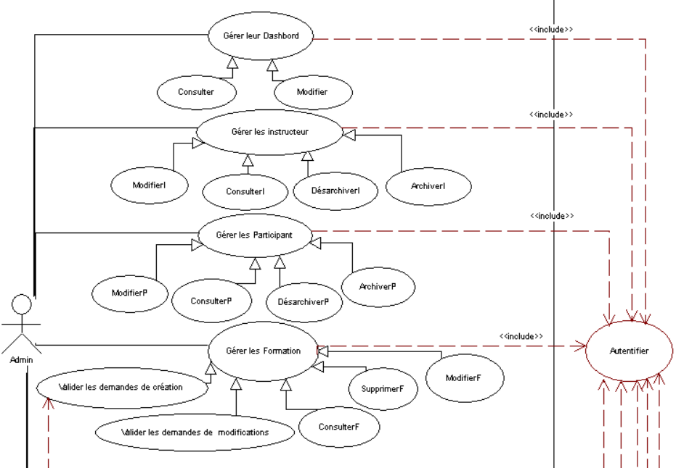 Gérer leur Dashbord
<<include>>
Consulter
Modifier
<<include>>
Gérer les instructeur
ModifierI
ConsulterI
DésarchiverI
ArchiverI
<<include>>
Gérer les Participant
ModifierP
ConsulterP
DésarchiverP
ArchiverP
Admin
Gérer les Formation
<<include>>
Autentifier
Valider les demandes de création
SupprimerF
ModifierF
Valider les demandes de modifications
ConsulterF